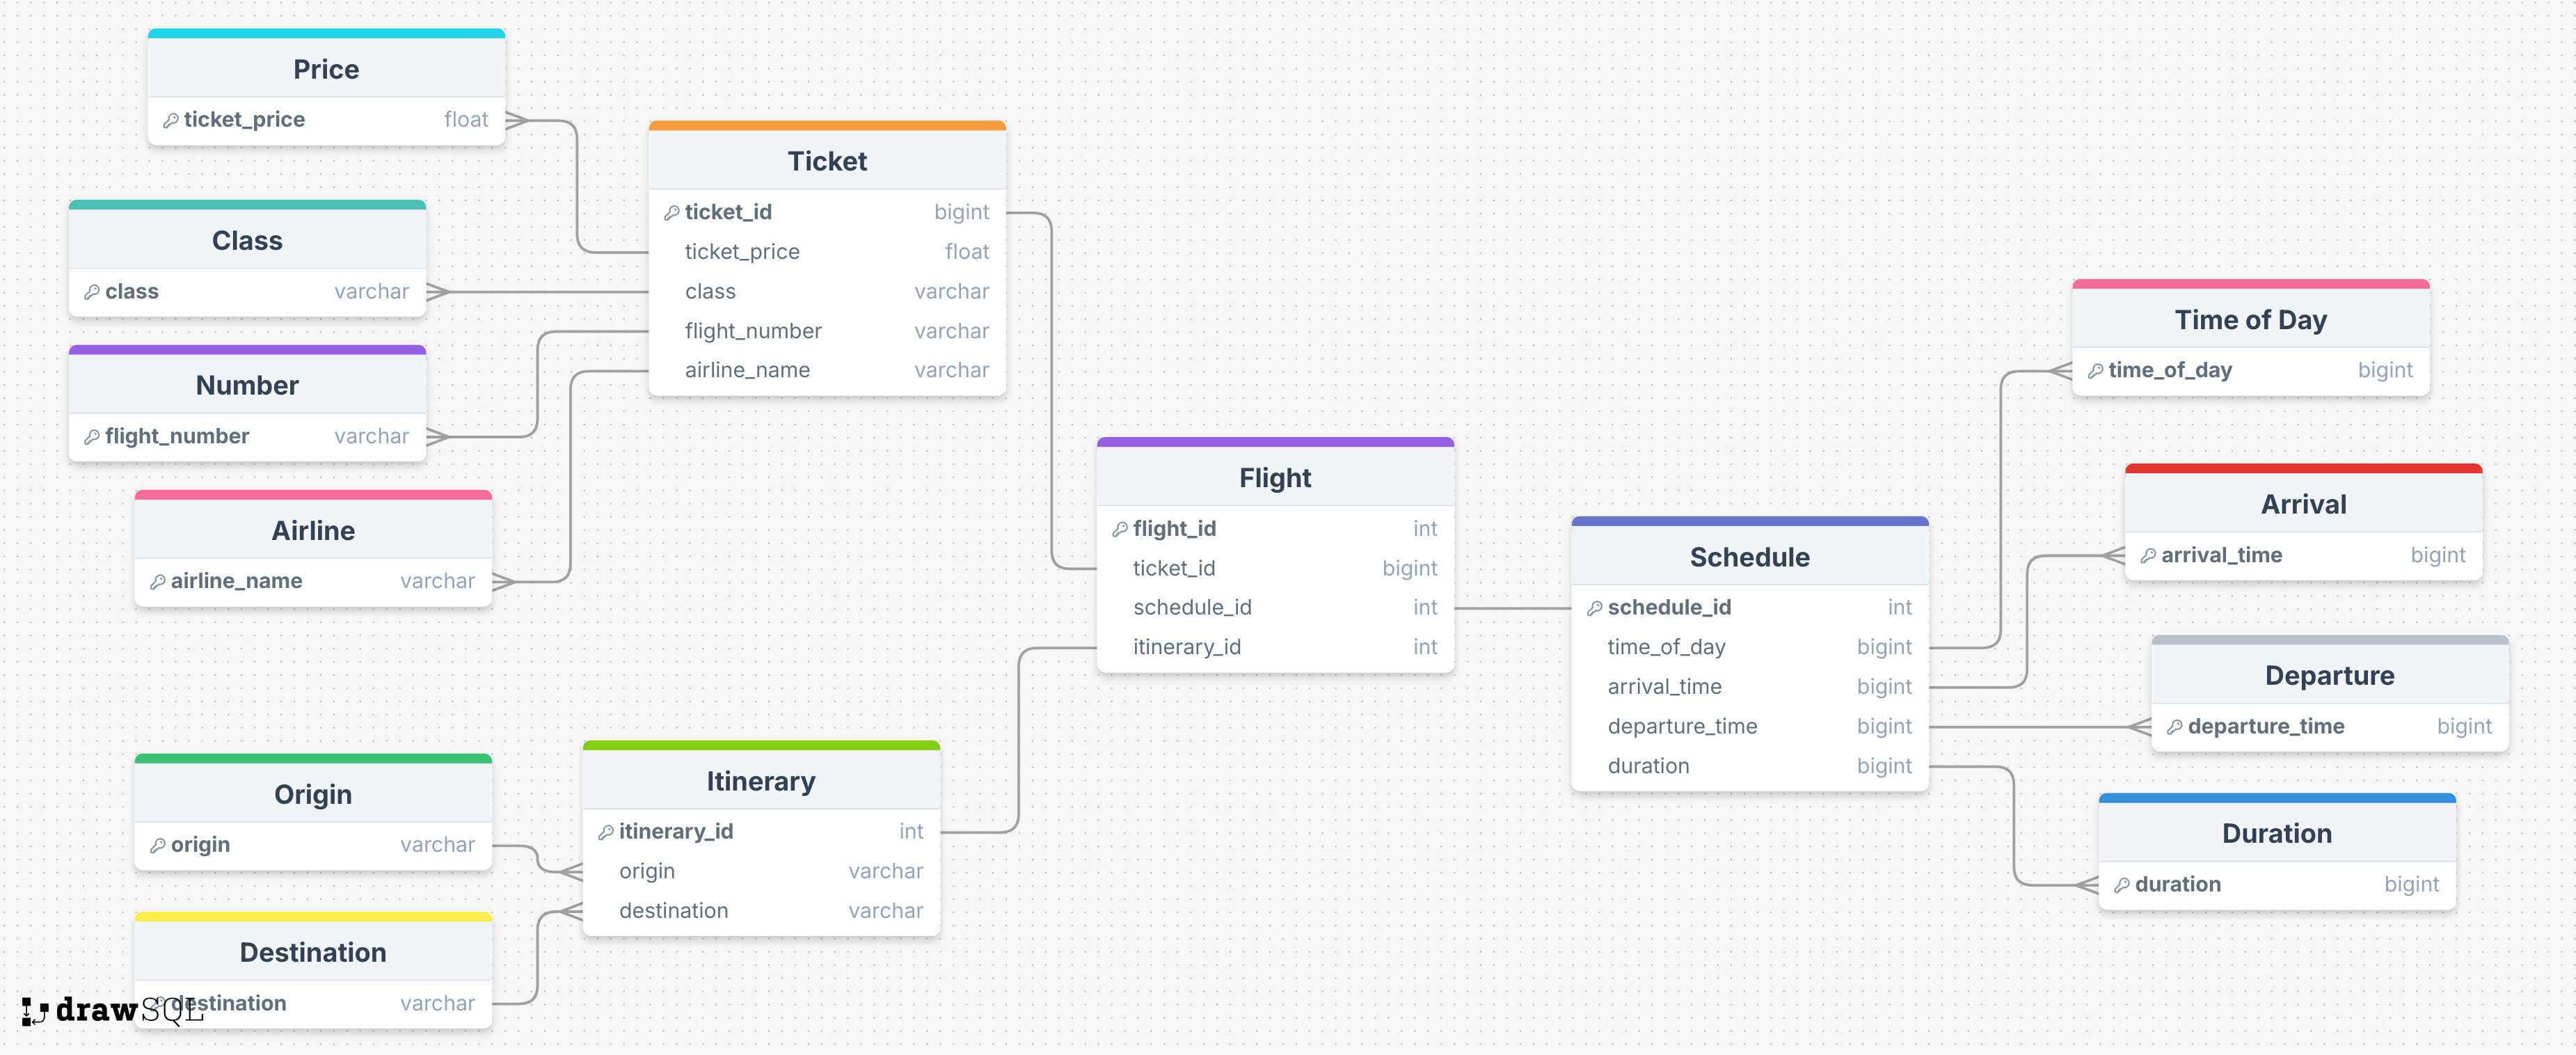 Price
ticket_price float
Class
class varchar
Number
flight_number varchar
Airline
airline_name varchar
Origin
origin varchar
Destination
destination varchar
drawSQL
Ticket
ticket_id bigint
ticket_price float
class varchar
flight_number varchar
airline_name varchar
Itinerary
itinerary_id int
origin varchar
destination varchar
Flight
flight_id int
ticket_id bigint
schedule_id int
itinerary_id int
Schedule
schedule_id int
time_of_day bigint
arrival_time bigint
departure_time bigint
duration bigint
Time of Day
time_of_day bigint
Arrival
arrival_time bigint
Departure
departure_time bigint
Duration
duration bigint